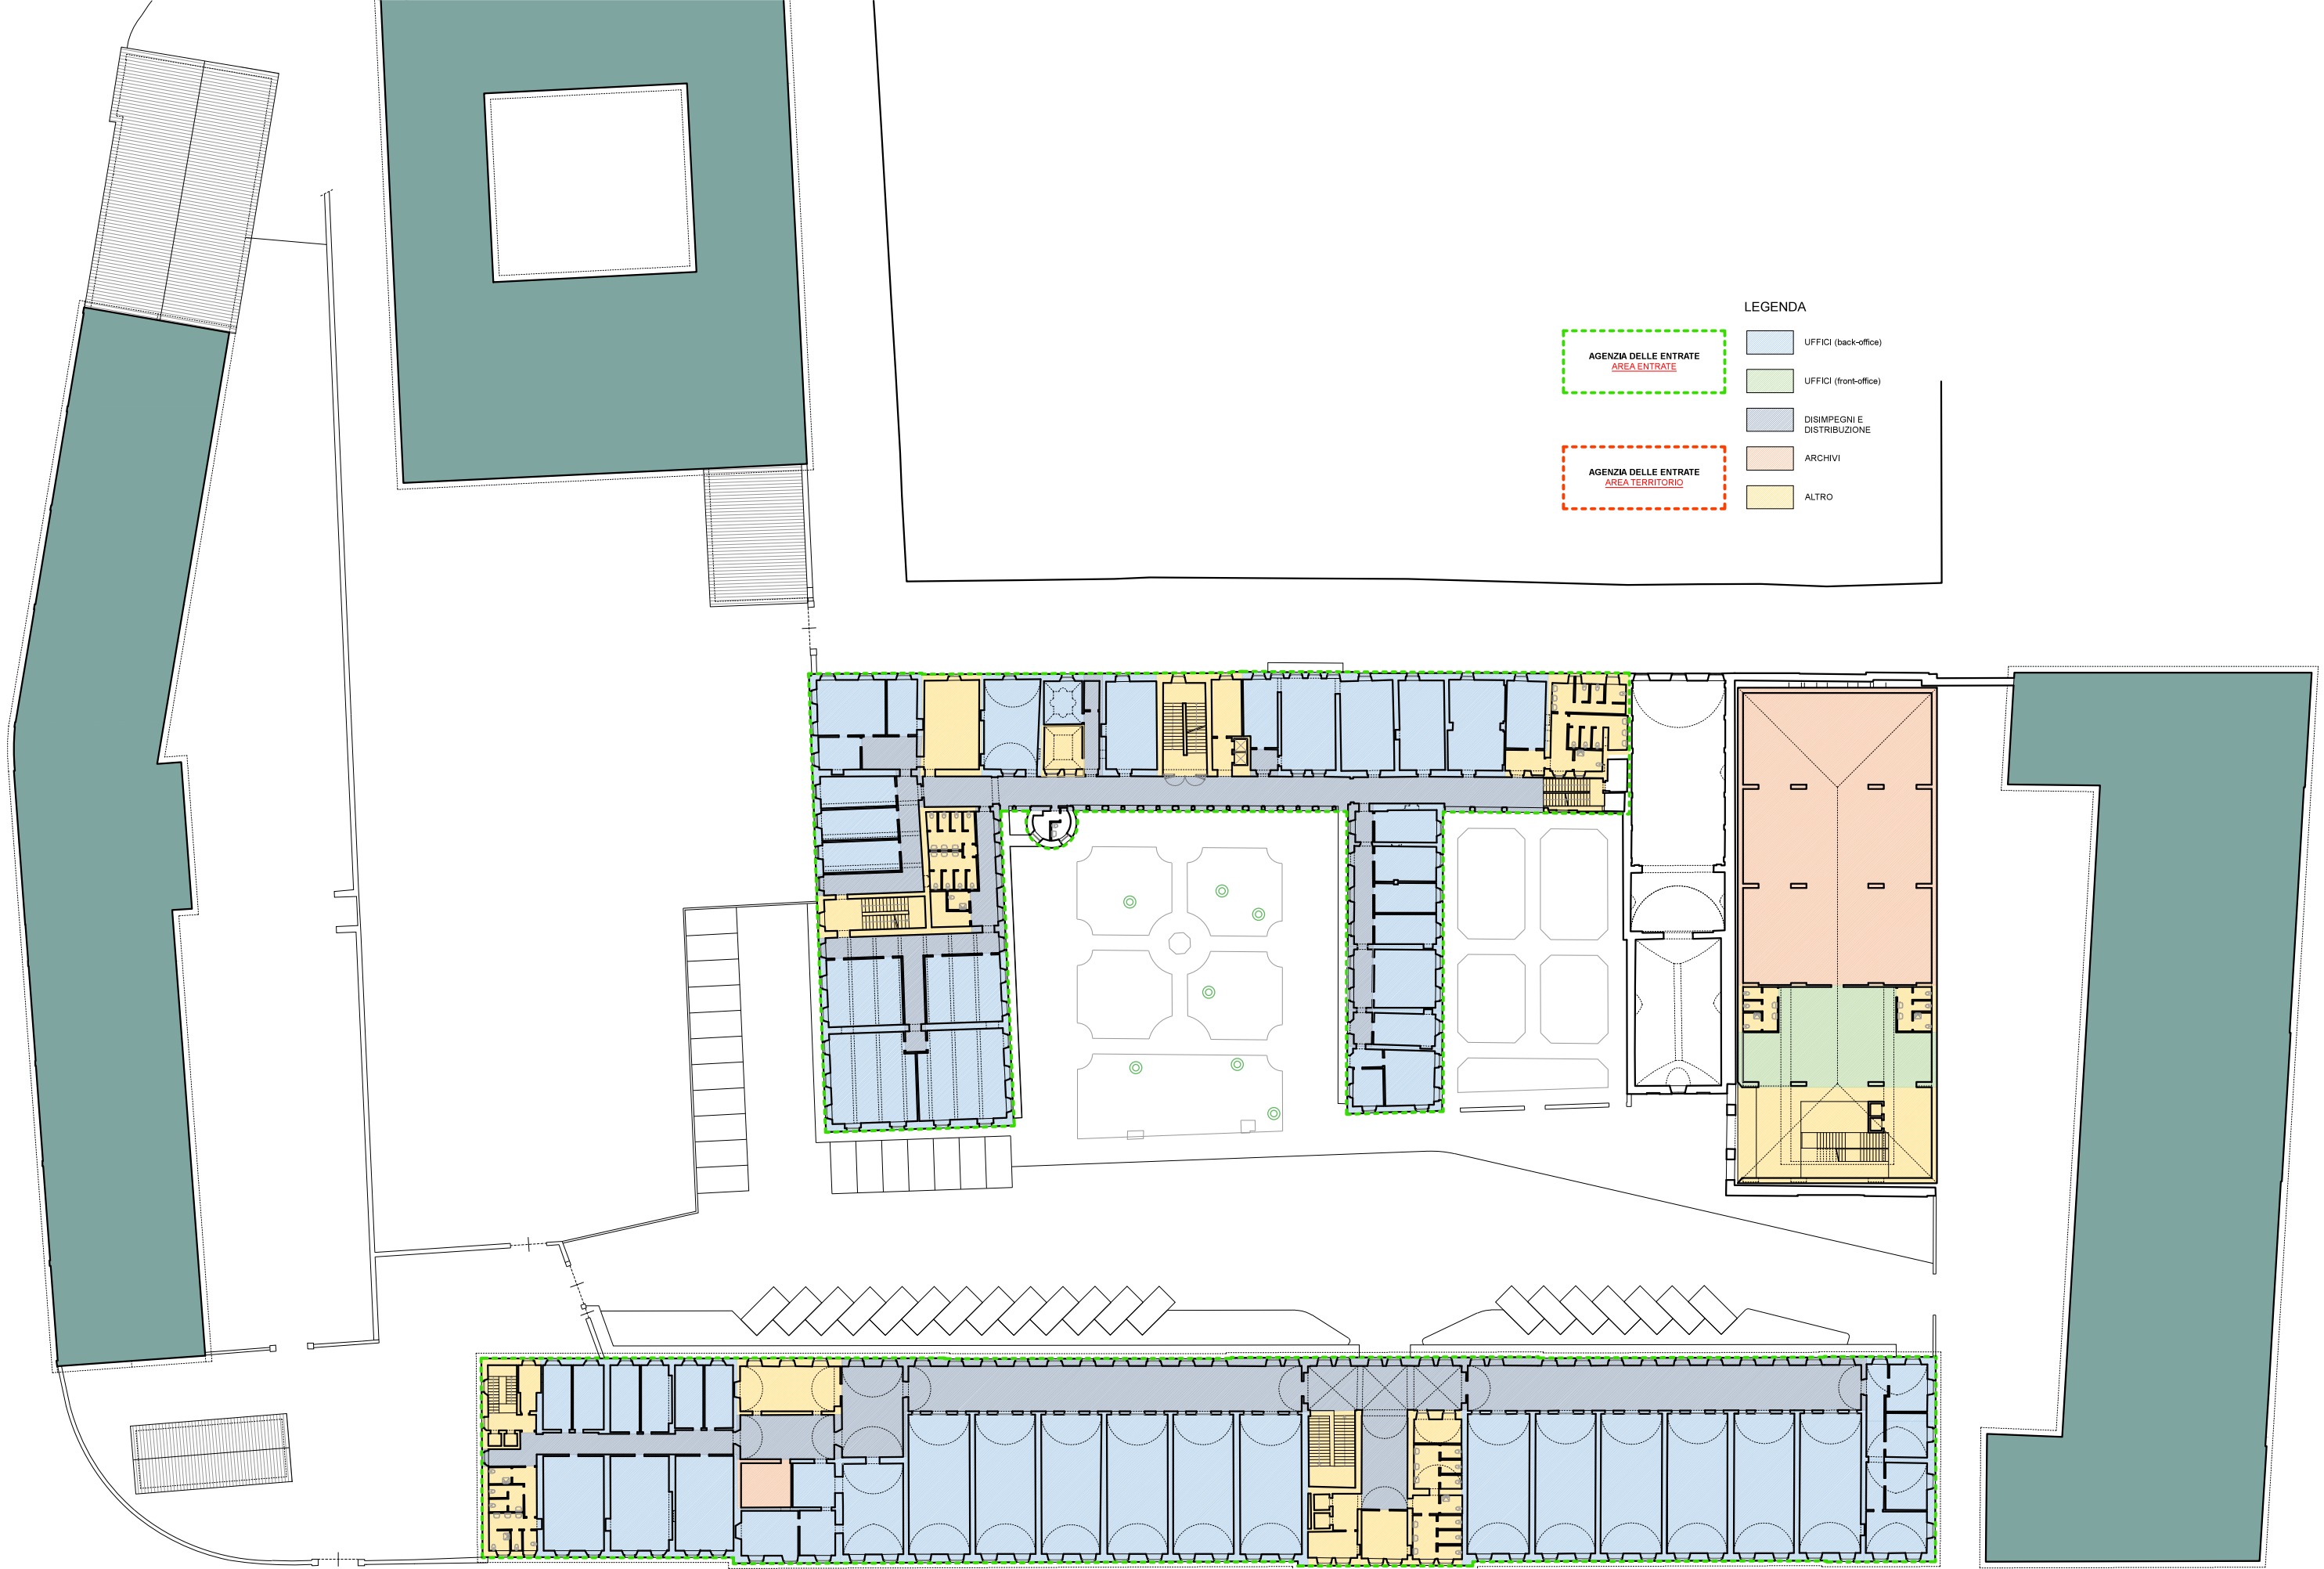 LEGENDA
AGENZIA DELLE ENTRATE
AREA ENTRATE
UFFICI (back-office)
UFFICI (front-office)
DISIMPEGNI E
DISTRIBUZIONE
AGENZIA DELLE ENTRATE
AREA TERRITORIO
ARCHIVI
ALTRO